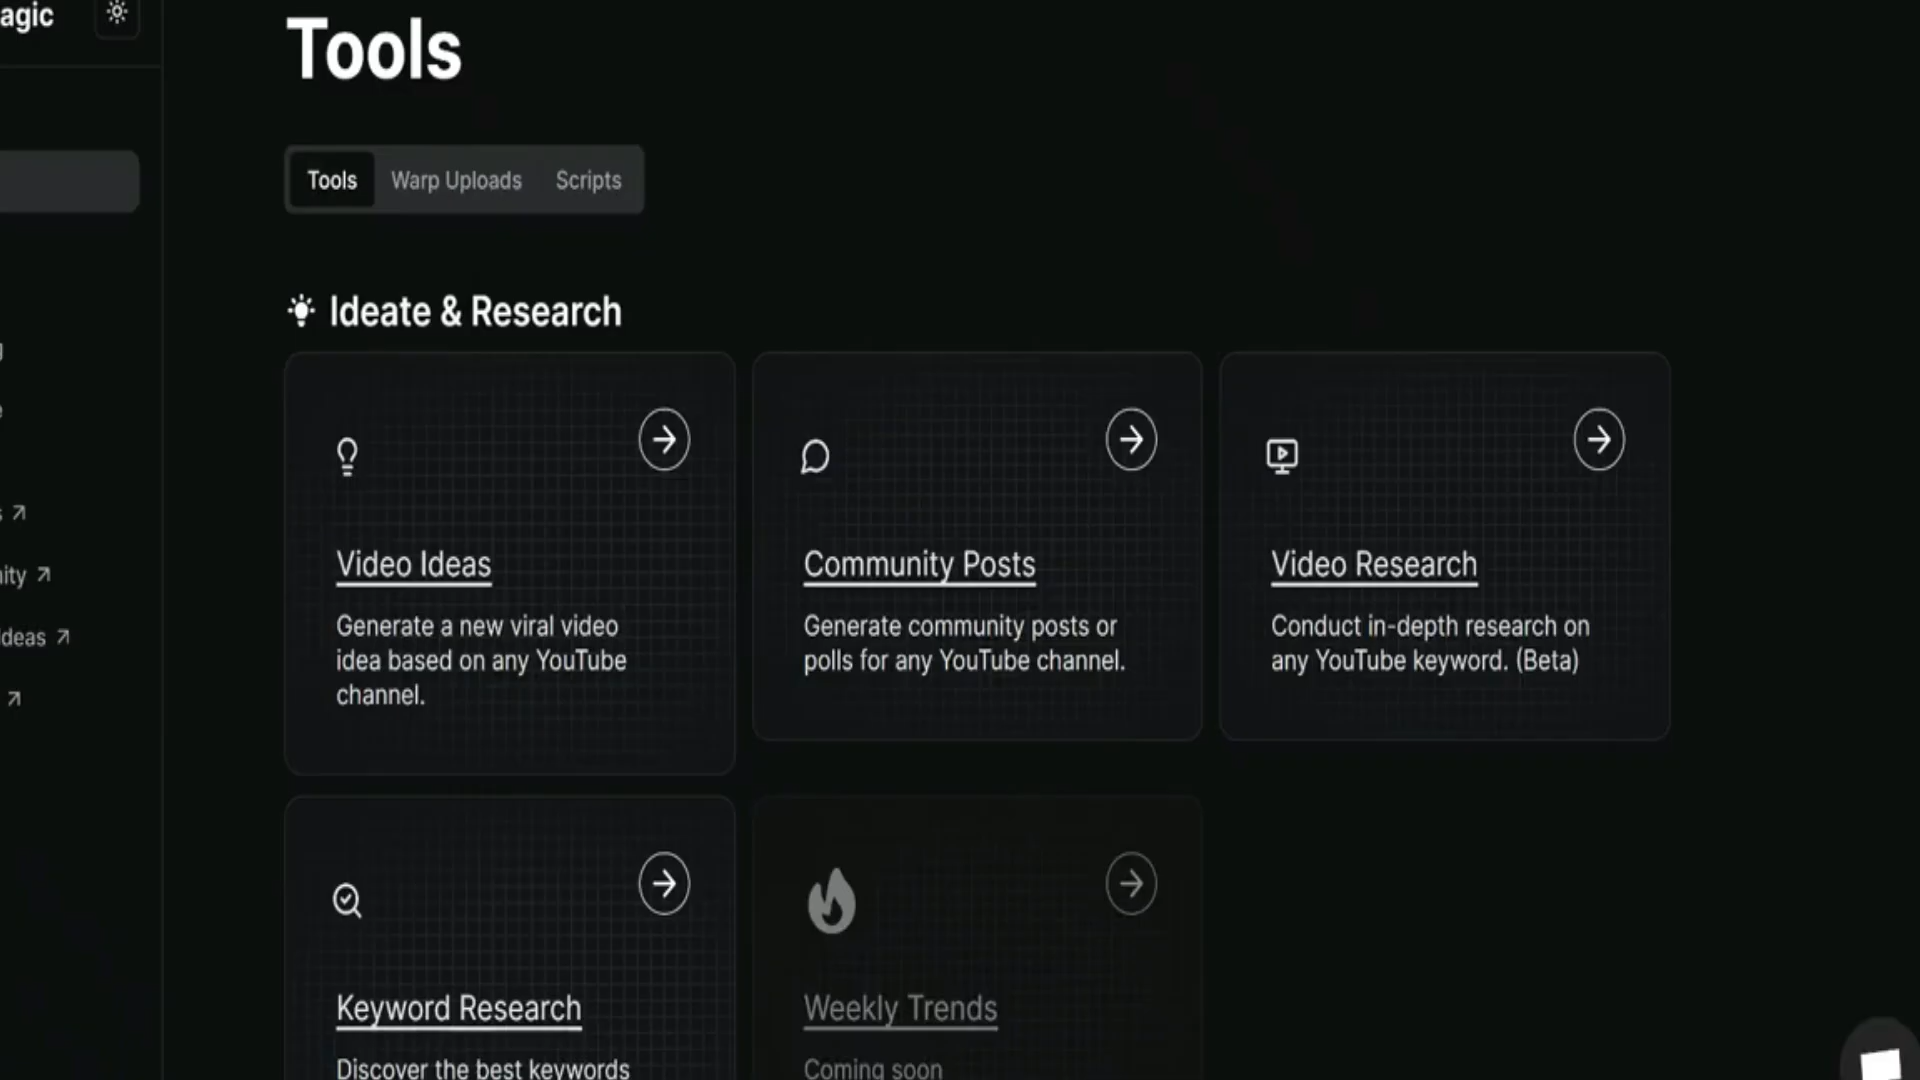 agic
Tools
Tools
Warp Uploads
Scripts
Ideate & Research
Video Ideas
Generate a new viral video
idea based on any YouTube
channel.
Community Posts
Generate community posts or
polls for any YouTube channel.
Video Research
Conduct in-depth research on
any YouTube keyword. (Beta)
Ideas
Keyword Research
Discover the best keywords
Weekly Trends
Coming soon